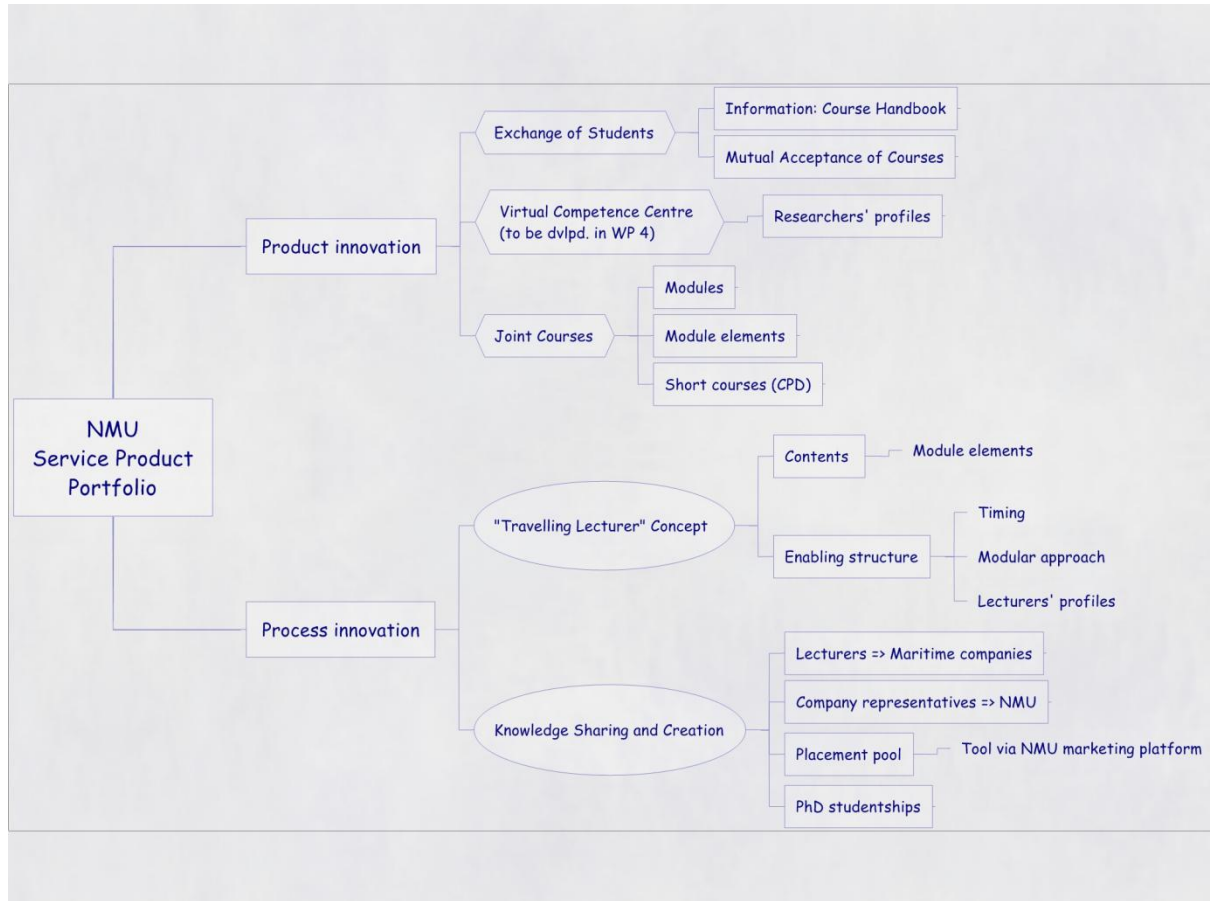 Information: Course Handbook
Exchange of Students
Mutual Acceptance of Courses
Virtual Competence Centre
(to be dvlpd. in WP 4)
Researchers' profiles
Product innovation
Modules
Joint Courses
Module elements
Short courses (CPD)
NMU
Service Product
Portfolio
Contents
Module elements
"Travelling Lecturer" Concept
Timing
Enabling structure
Modular approach
Lecturers' profiles
Process innovation
Lecturers => Maritime companies
Company representatives => NMU
Knowledge Sharing and Creation
Placement pool
Tool via NMU marketing platform
PhD studentships